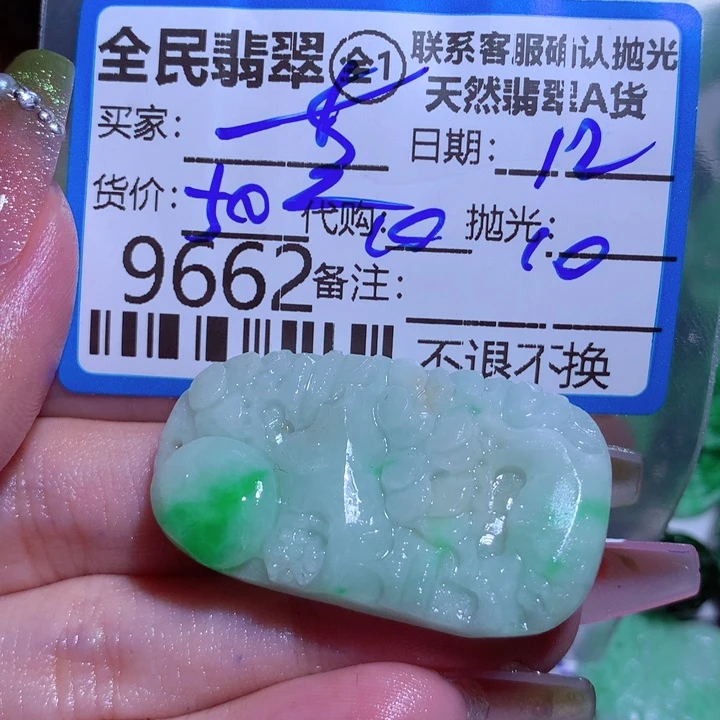 全民翡翠 全1 联系客服确认抛光
天然翡翠A货
买家： 日期：12
货价：50 代购：10 抛光：10
9662 备注：
不退不换